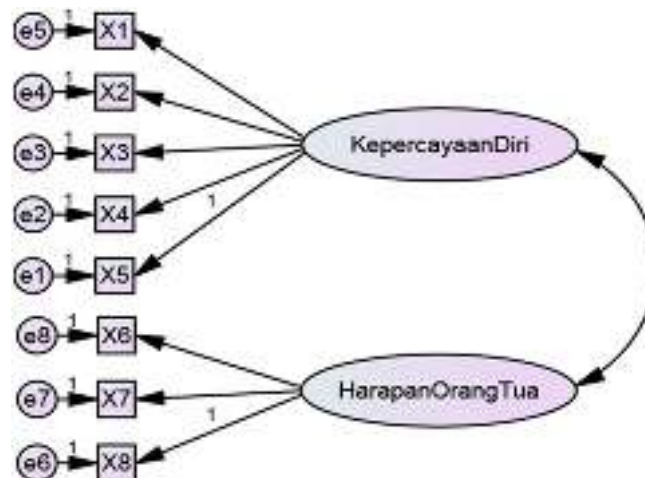 e5 1 X1
e4 1 X2
e3 1 X3
KepercayaanDiri
e2 1 X4
1
e1 1 X5
e8 1 X6
e7 1 X7
HarapanOrangTua
1
e6 1 X8